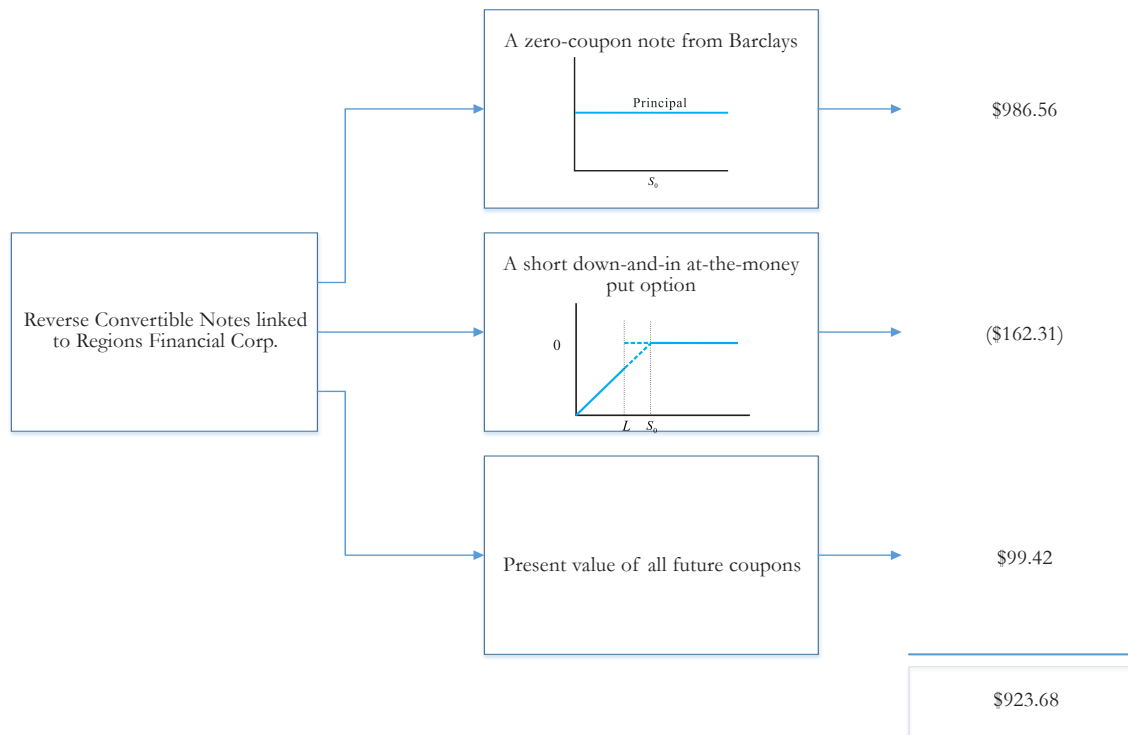 A zero-coupon note from Barclays
Principal
S₀
$986.56
Reverse Convertible Notes linked
to Regions Financial Corp.
A short down-and-in at-the-money
put option
0
L S₀
($162.31)
Present value of all future coupons
$99.42
$923.68